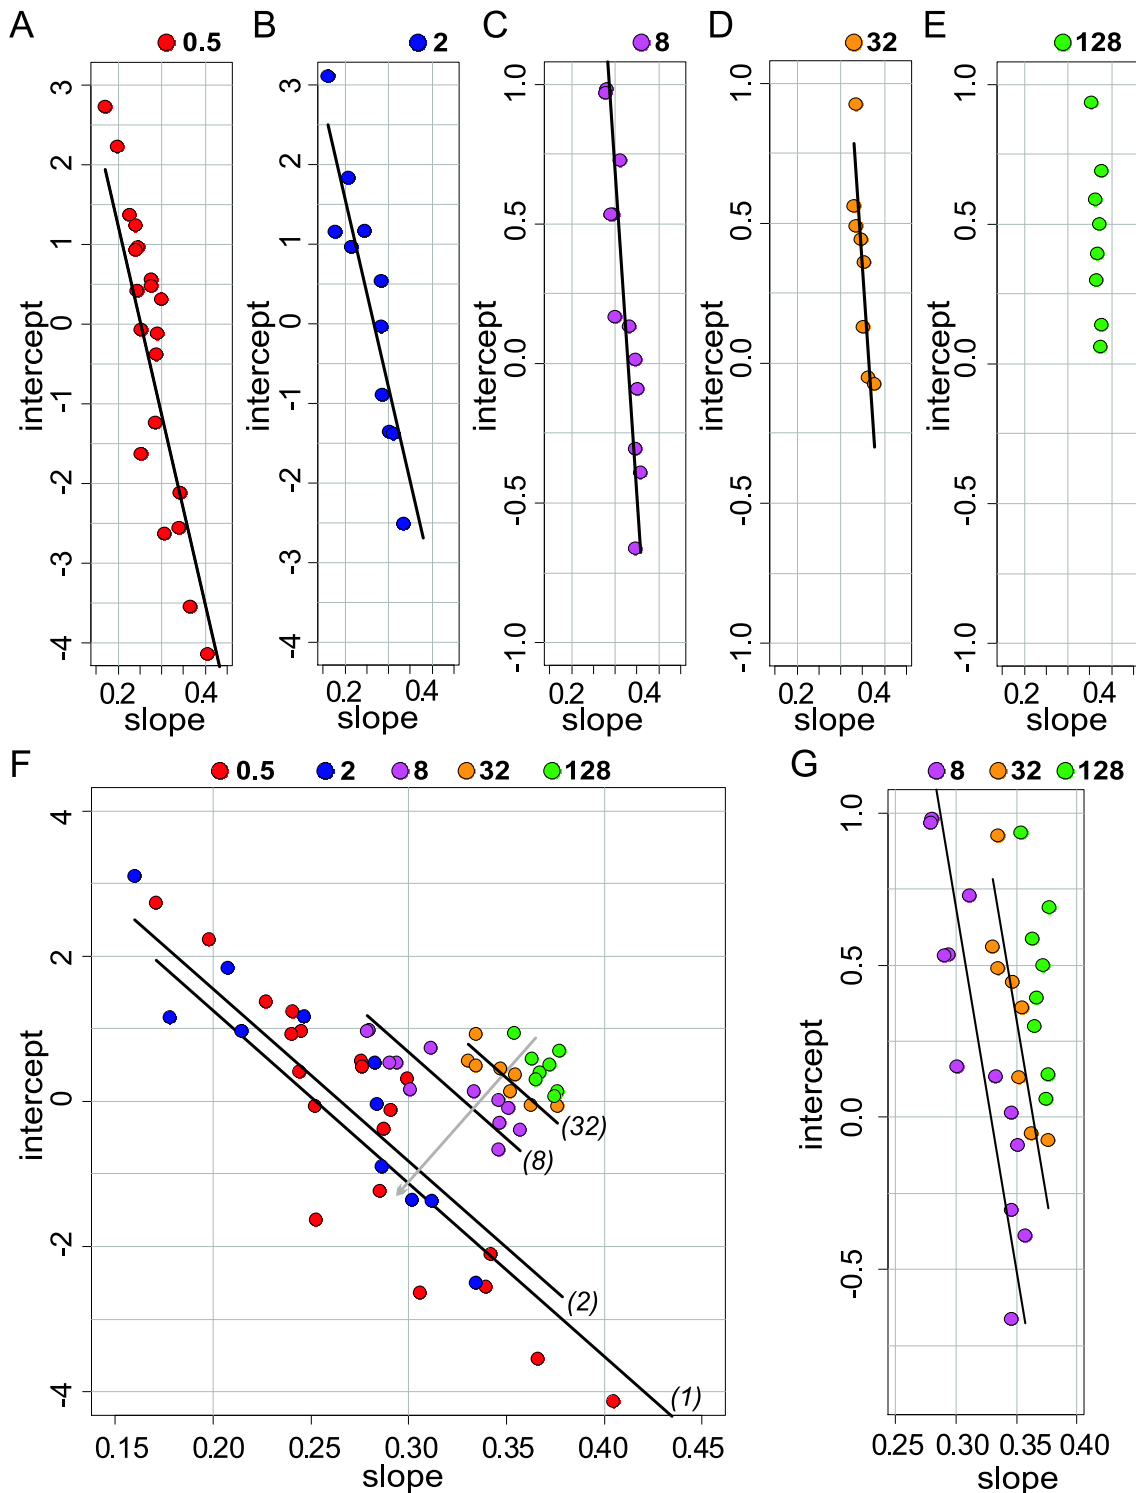 A 0.5
B 2
C 8
D 32
E 128
3
2
1
0
-1
-2
-3
-4
intercept
0.2 0.4
slope
3
2
1
0
-1
-2
-3
-4
intercept
0.2 0.4
slope
1.0
0.5
0.0
-0.5
-1.0
intercept
0.2 0.4
slope
1.0
0.5
0.0
-0.5
-1.0
intercept
0.2 0.4
slope
1.0
0.5
0.0
-0.5
-1.0
intercept
0.2 0.4
slope
F 0.5 2 8 32 128
4
2
0
-2
-4
intercept
(32)
(8)
(2)
(1)
0.15 0.20 0.25 0.30 0.35 0.40 0.45
slope
G 8 32 128
1.0
0.5
0.0
-0.5
intercept
0.25 0.30 0.35 0.40
slope